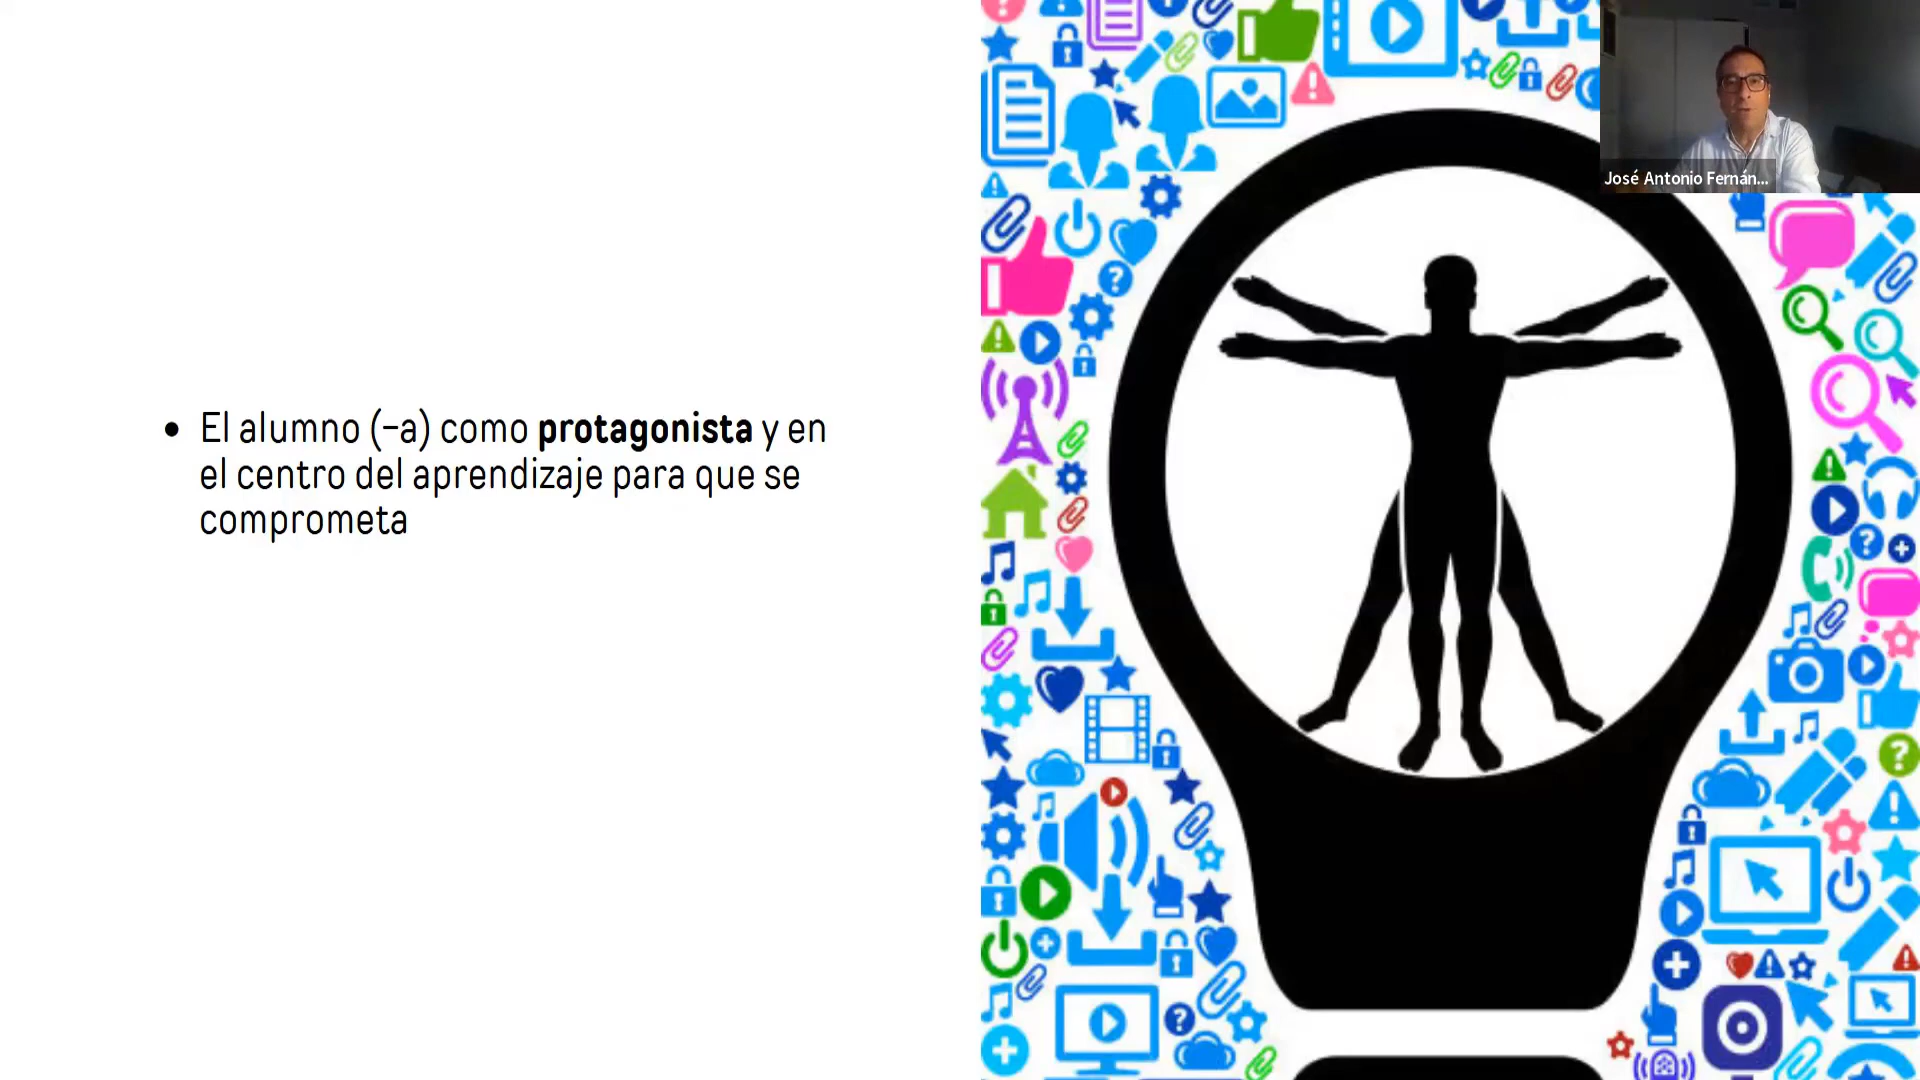 José Antonio Fernán...
• El alumno (-a) como protagonista y en
el centro del aprendizaje para que se
comprometa